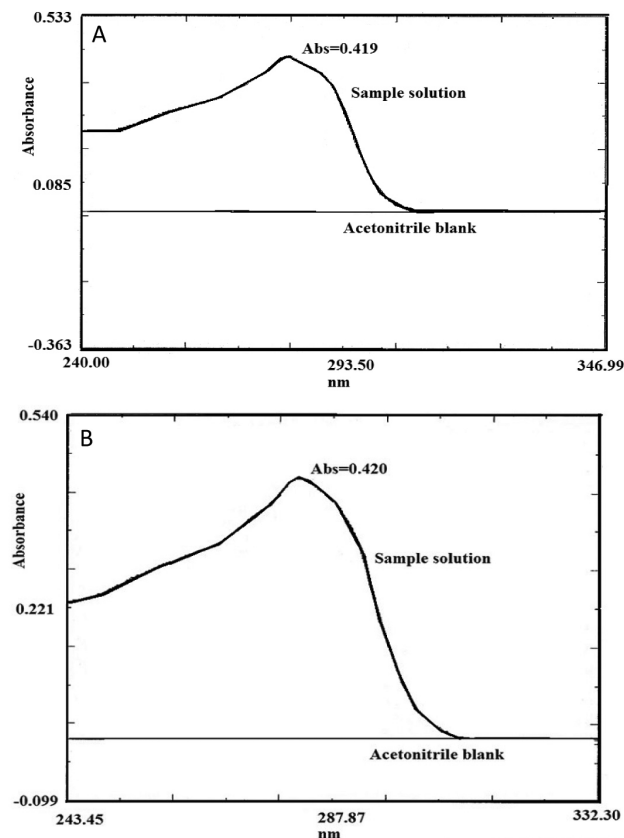 0.533
A
Abs=0.419
Sample solution
Absorbance
0.085
Acetonitrile blank
-0.363
240.00
293.50
346.99
nm
0.540
B
Abs=0.420
Absorbance
Sample solution
0.221
Acetonitrile blank
-0.099
243.45
287.87
332.30
nm